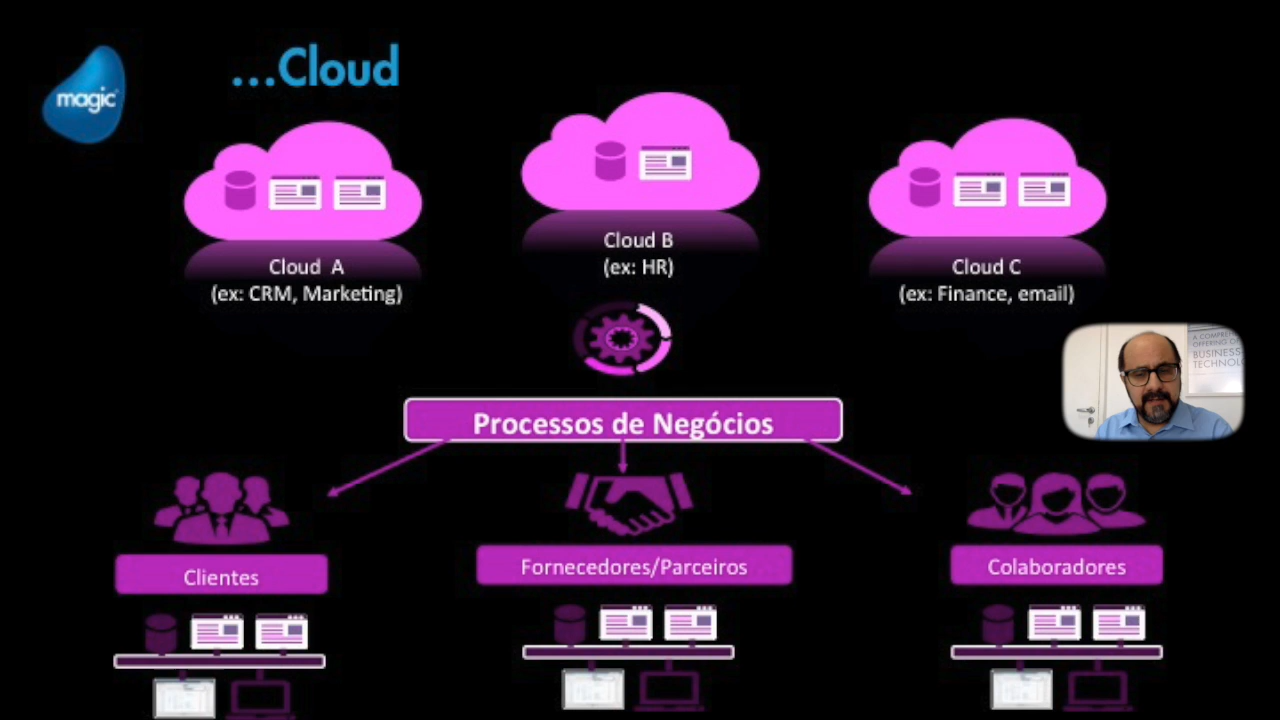 magic
...Cloud
Cloud A
(ex: CRM, Marketing)
Cloud B
(ex: HR)
Cloud C
(ex: Finance, email)
OFFERING
BUSINESS
Processos de Negócios
Clientes
Fornecedores/Parceiros
Colaboradores